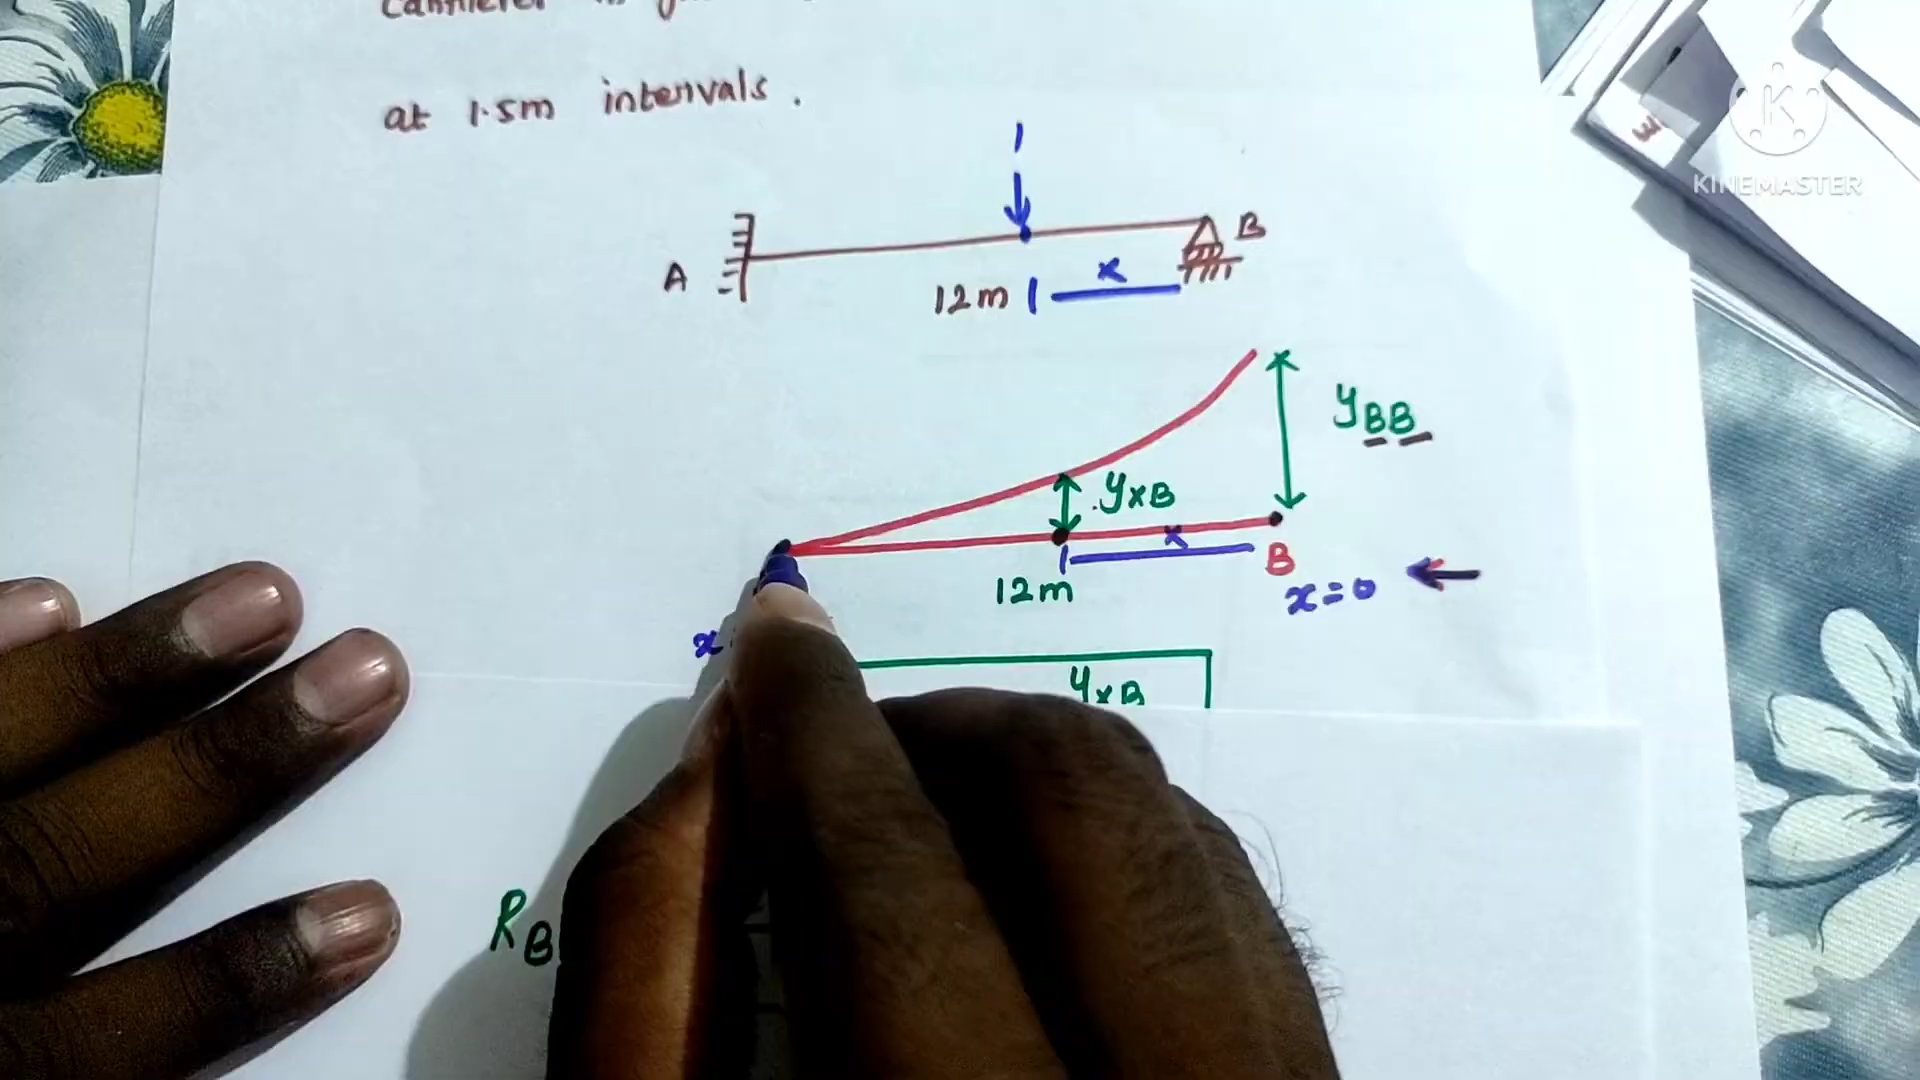 at 1.5m intervals.
KINEMASTER
1
A
B
x
12m
yBB
yxB
x
B
12m
x=0
x
yxB
RB